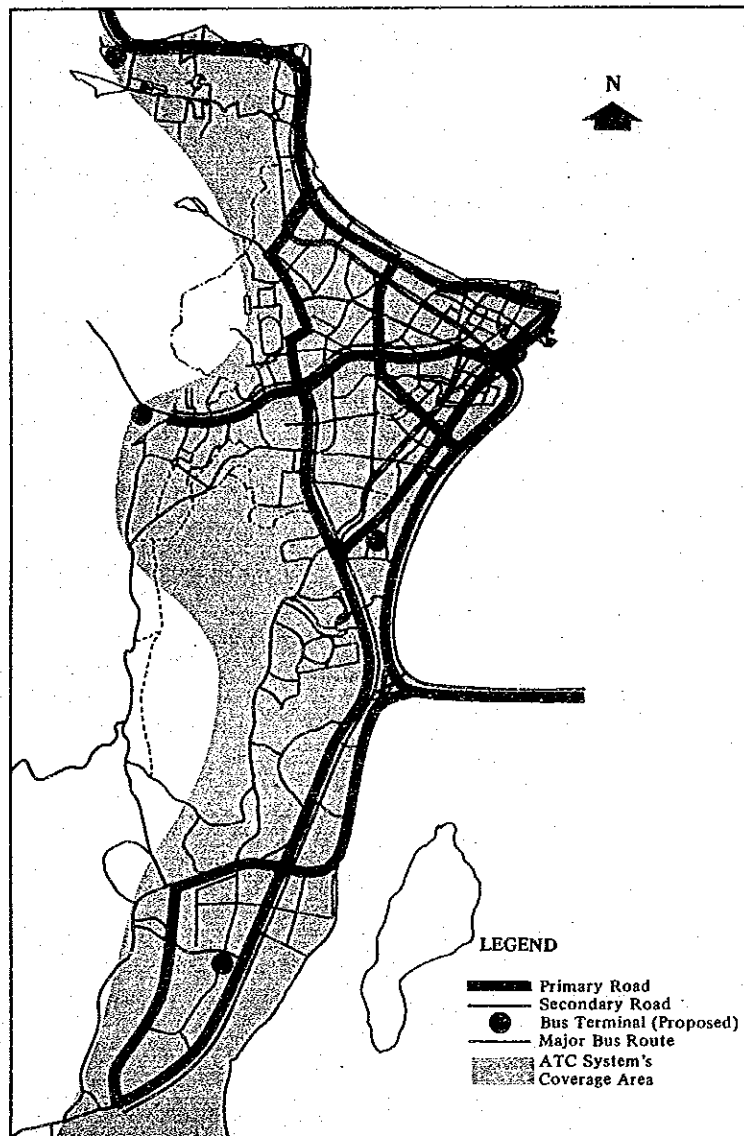 N
LEGEND
Primary Road
Secondary Road
Bus Terminal (Proposed)
Major Bus Route
ATC System's
Coverage Area